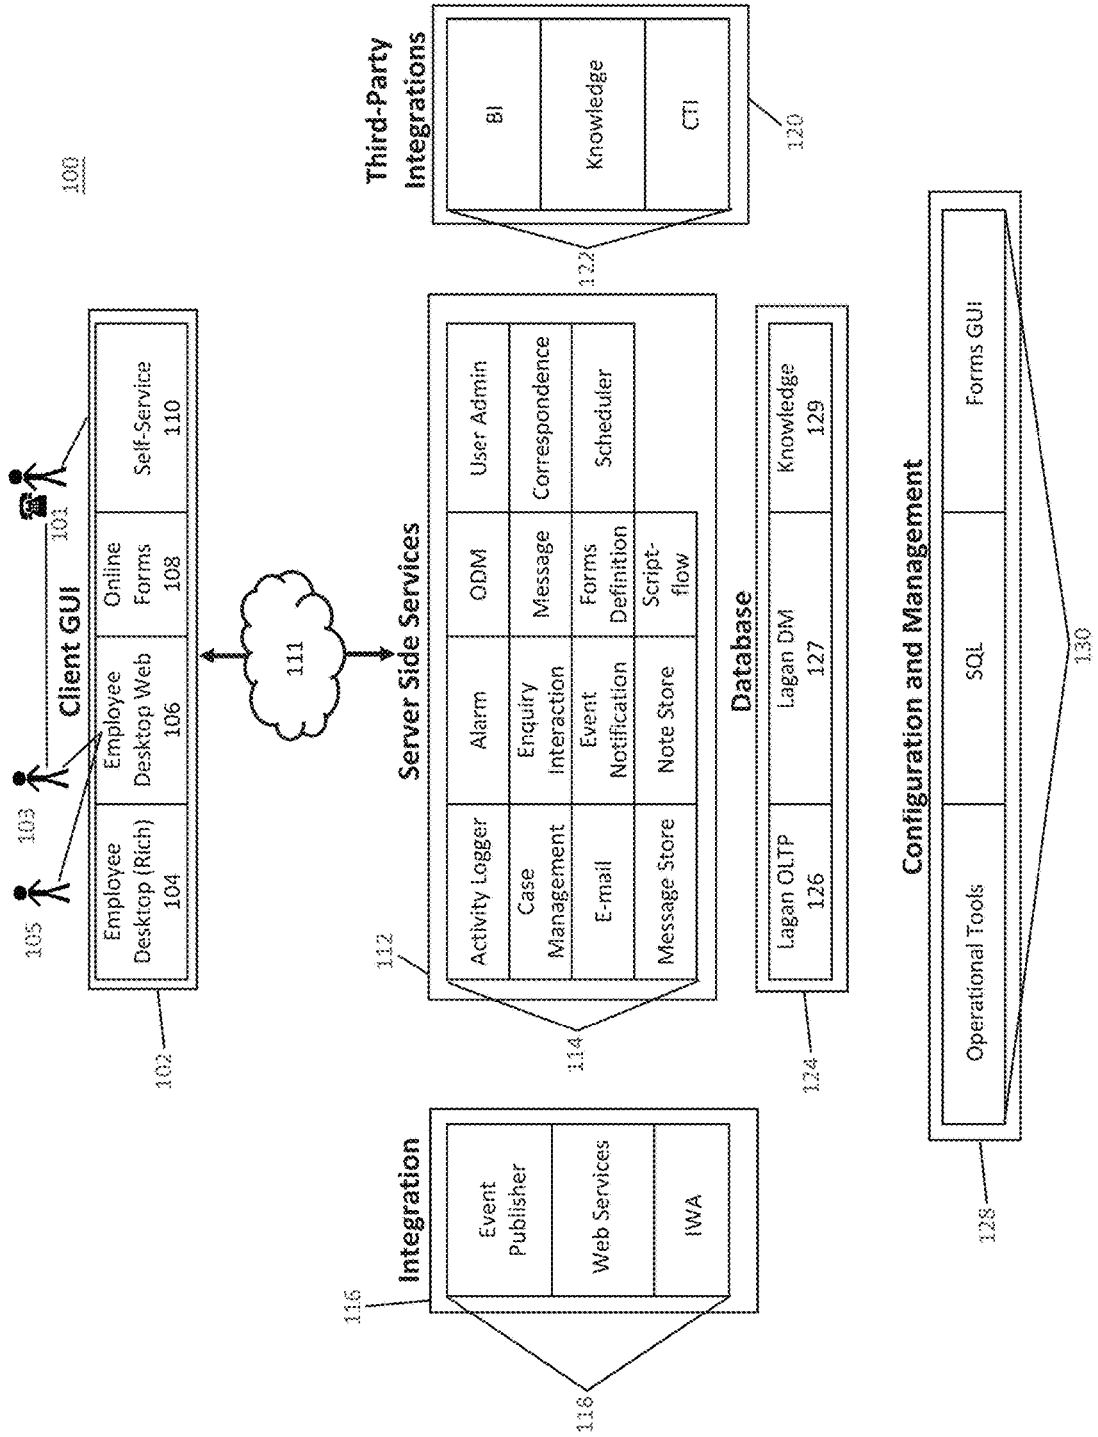 100
105
103
101
Client GUI
102
Employee
Desktop (Rich)
104
Employee
Desktop Web
106
Online
Forms
108
Self-Service
110
111
Third-Party
Integrations
Integration
116
Event
Publisher
Web Services
IWA
118
Server Side Services
112
Activity Logger
Alarm
ODM
User Admin
Case
Management
Enquiry
Interaction
Message
Correspondence
E-mail
Event
Notification
Forms
Definition
Scheduler
Message Store
Note Store
Script-
flow
114
122
BI
Knowledge
CTI
120
Database
124
Lagan OLTP
126
Lagan DM
127
Knowledge
129
Configuration and Management
128
Operational Tools
SQL
Forms GUI
130